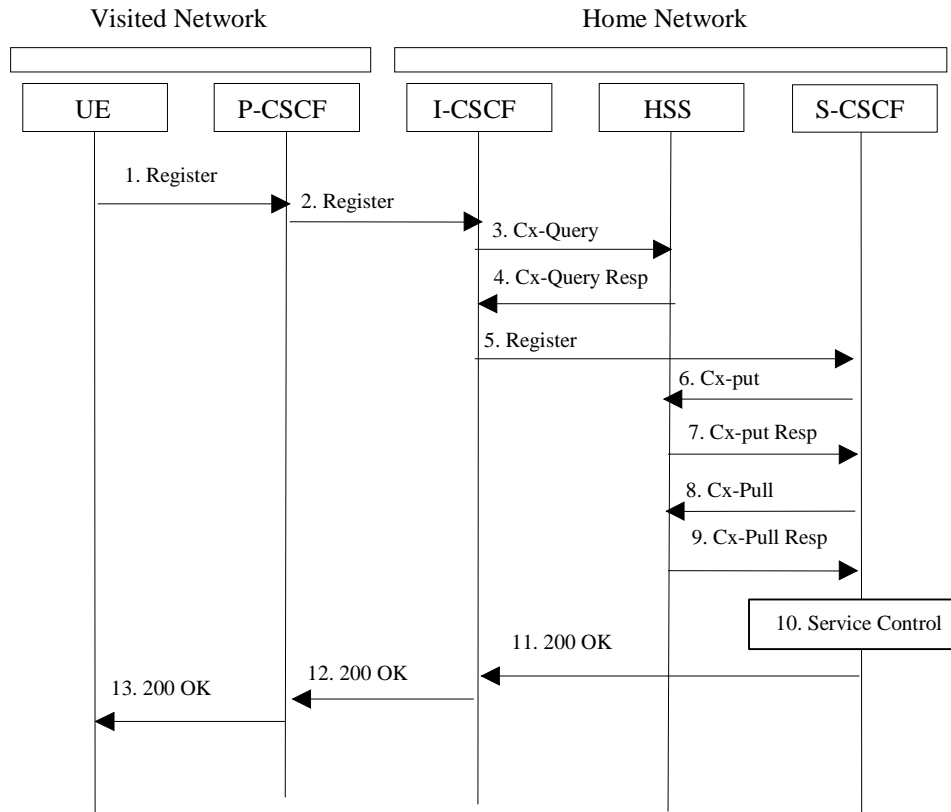 Visited Network
Home Network
UE
P-CSCF
I-CSCF
HSS
S-CSCF
1. Register
2. Register
3. Cx-Query
4. Cx-Query Resp
5. Register
6. Cx-put
7. Cx-put Resp
8. Cx-Pull
9. Cx-Pull Resp
10. Service Control
11. 200 OK
12. 200 OK
13. 200 OK